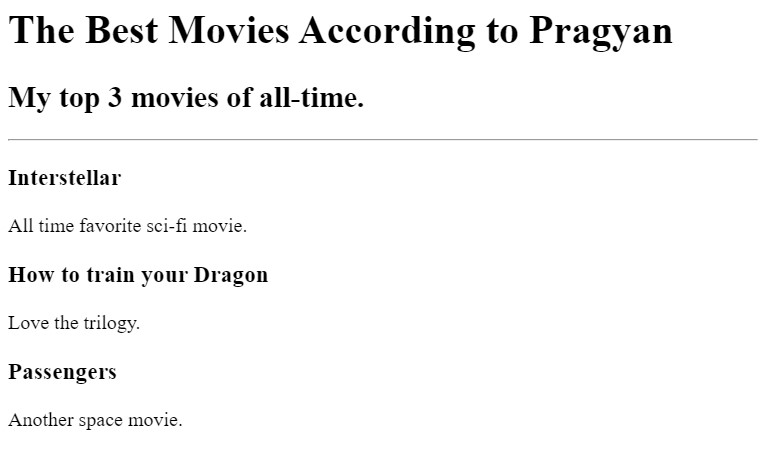 The Best Movies According to Pragyan
My top 3 movies of all-time.
Interstellar
All time favorite sci-fi movie.
How to train your Dragon
Love the trilogy.
Passengers
Another space movie.